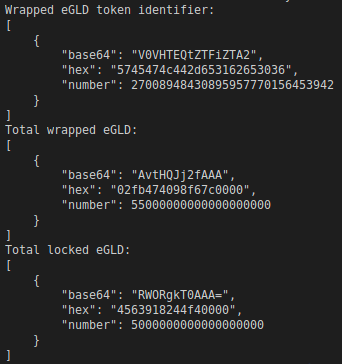 Wrapped eGLD token identifier:
[
{
"base64": "V0VHTEQtZTFiZTA2",
"hex": "5745474c442d653162653036",
"number": 27008948430895957770156453942
}
]
Total wrapped eGLD:
[
{
"base64": "AvtHQJj2fAAA",
"hex": "02fb474098f67c0000",
"number": 55000000000000000000
}
]
Total locked eGLD:
[
{
"base64": "RWORgkT0AAA=",
"hex": "4563918244f40000",
"number": 5000000000000000000
}
]